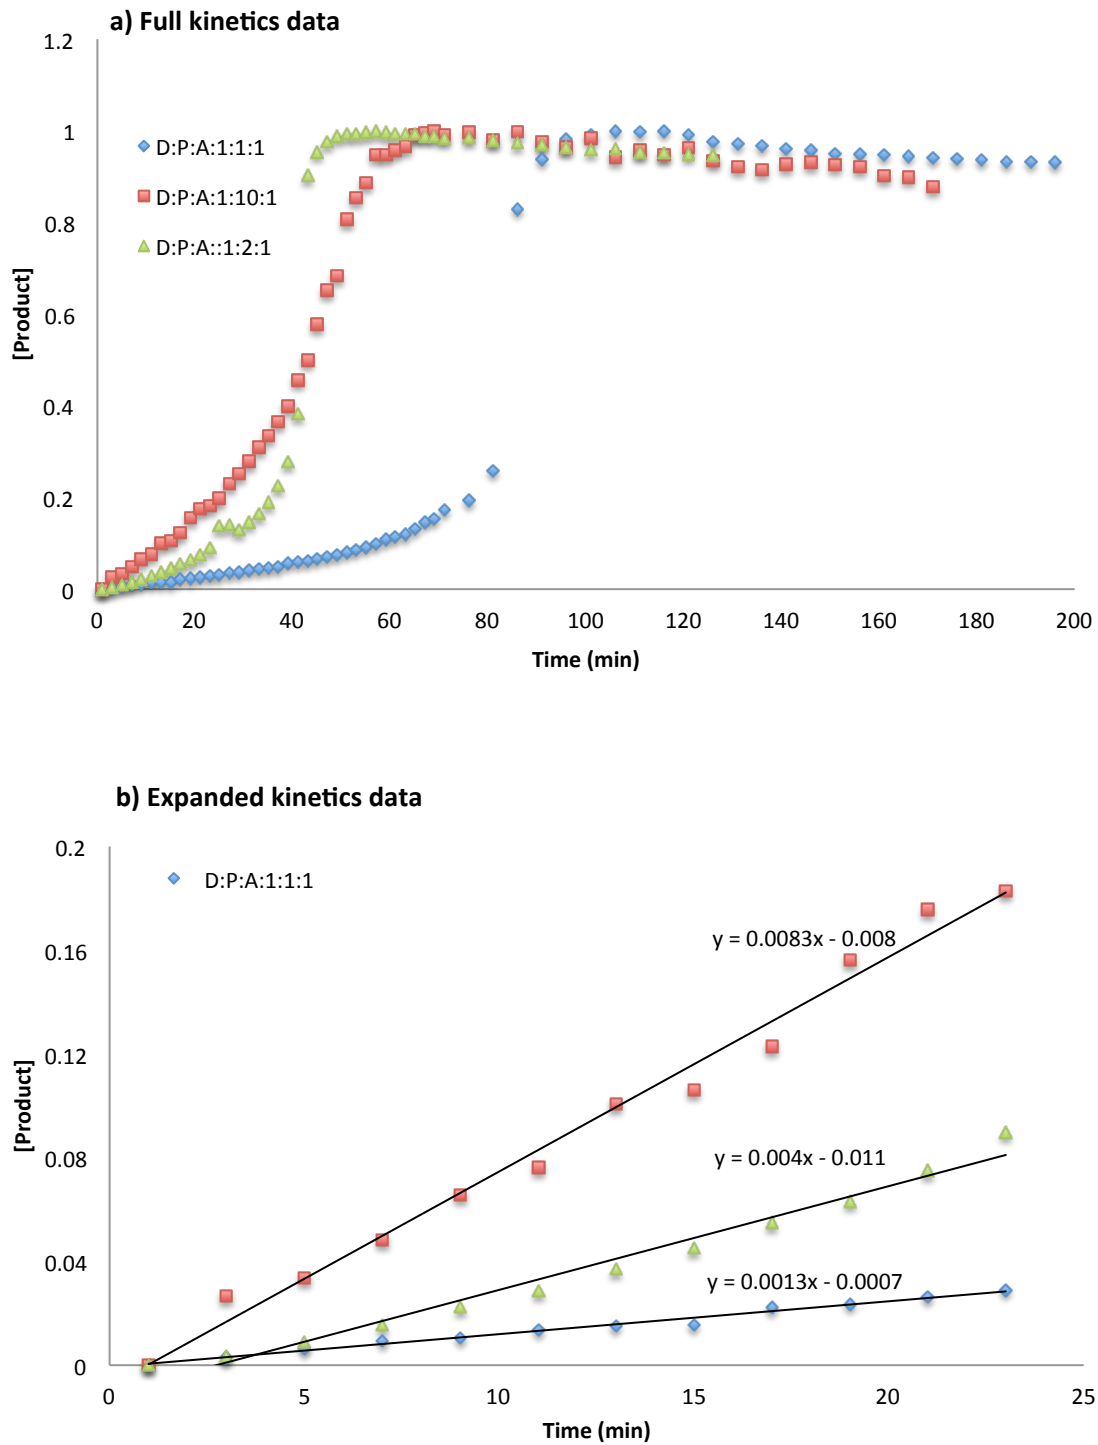 a) Full kinetics data
1.2
1
0.8
0.6
0.4
0.2
0
[Product]
D:P:A:1:1:1
D:P:A:1:10:1
D:P:A::1:2:1
0 20 40 60 80 100 120 140 160 180 200
Time (min)
b) Expanded kinetics data
0.2
0.16
0.12
0.08
0.04
0
[Product]
D:P:A:1:1:1
y = 0.0083x - 0.008
y = 0.004x - 0.011
y = 0.0013x - 0.0007
0 5 10 15 20 25
Time (min)